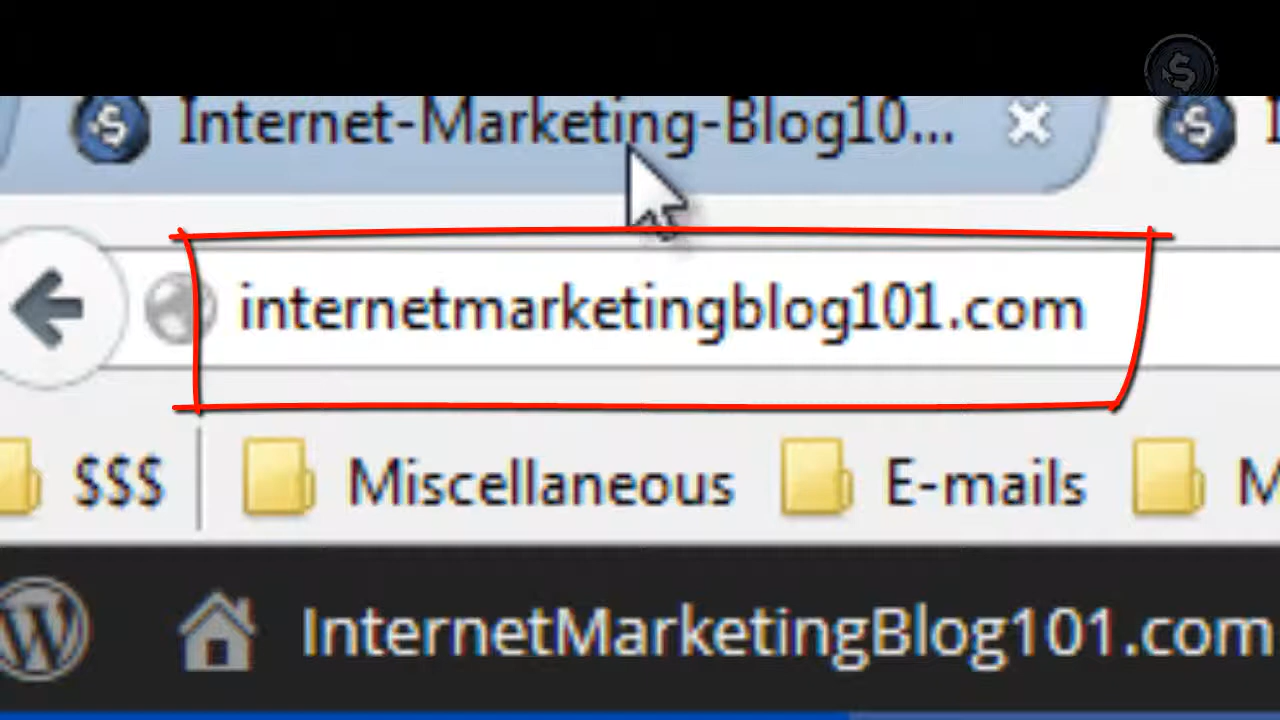 Internet-Marketing-Blog10...
internetmarketingblog101.com
$$$ Miscellaneous E-mails
InternetMarketingBlog101.com